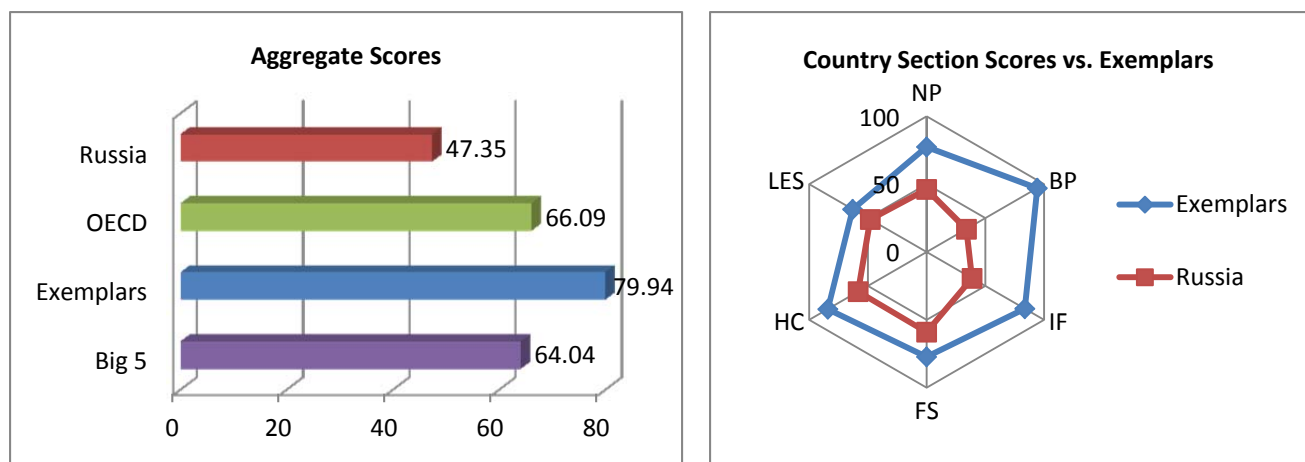 Aggregate Scores
Russia
47.35
OECD
66.09
Exemplars
79.94
Big 5
64.04
0 20 40 60 80
Country Section Scores vs. Exemplars
NP
100
LES
50
BP
0
HC
IF
FS
Exemplars
Russia